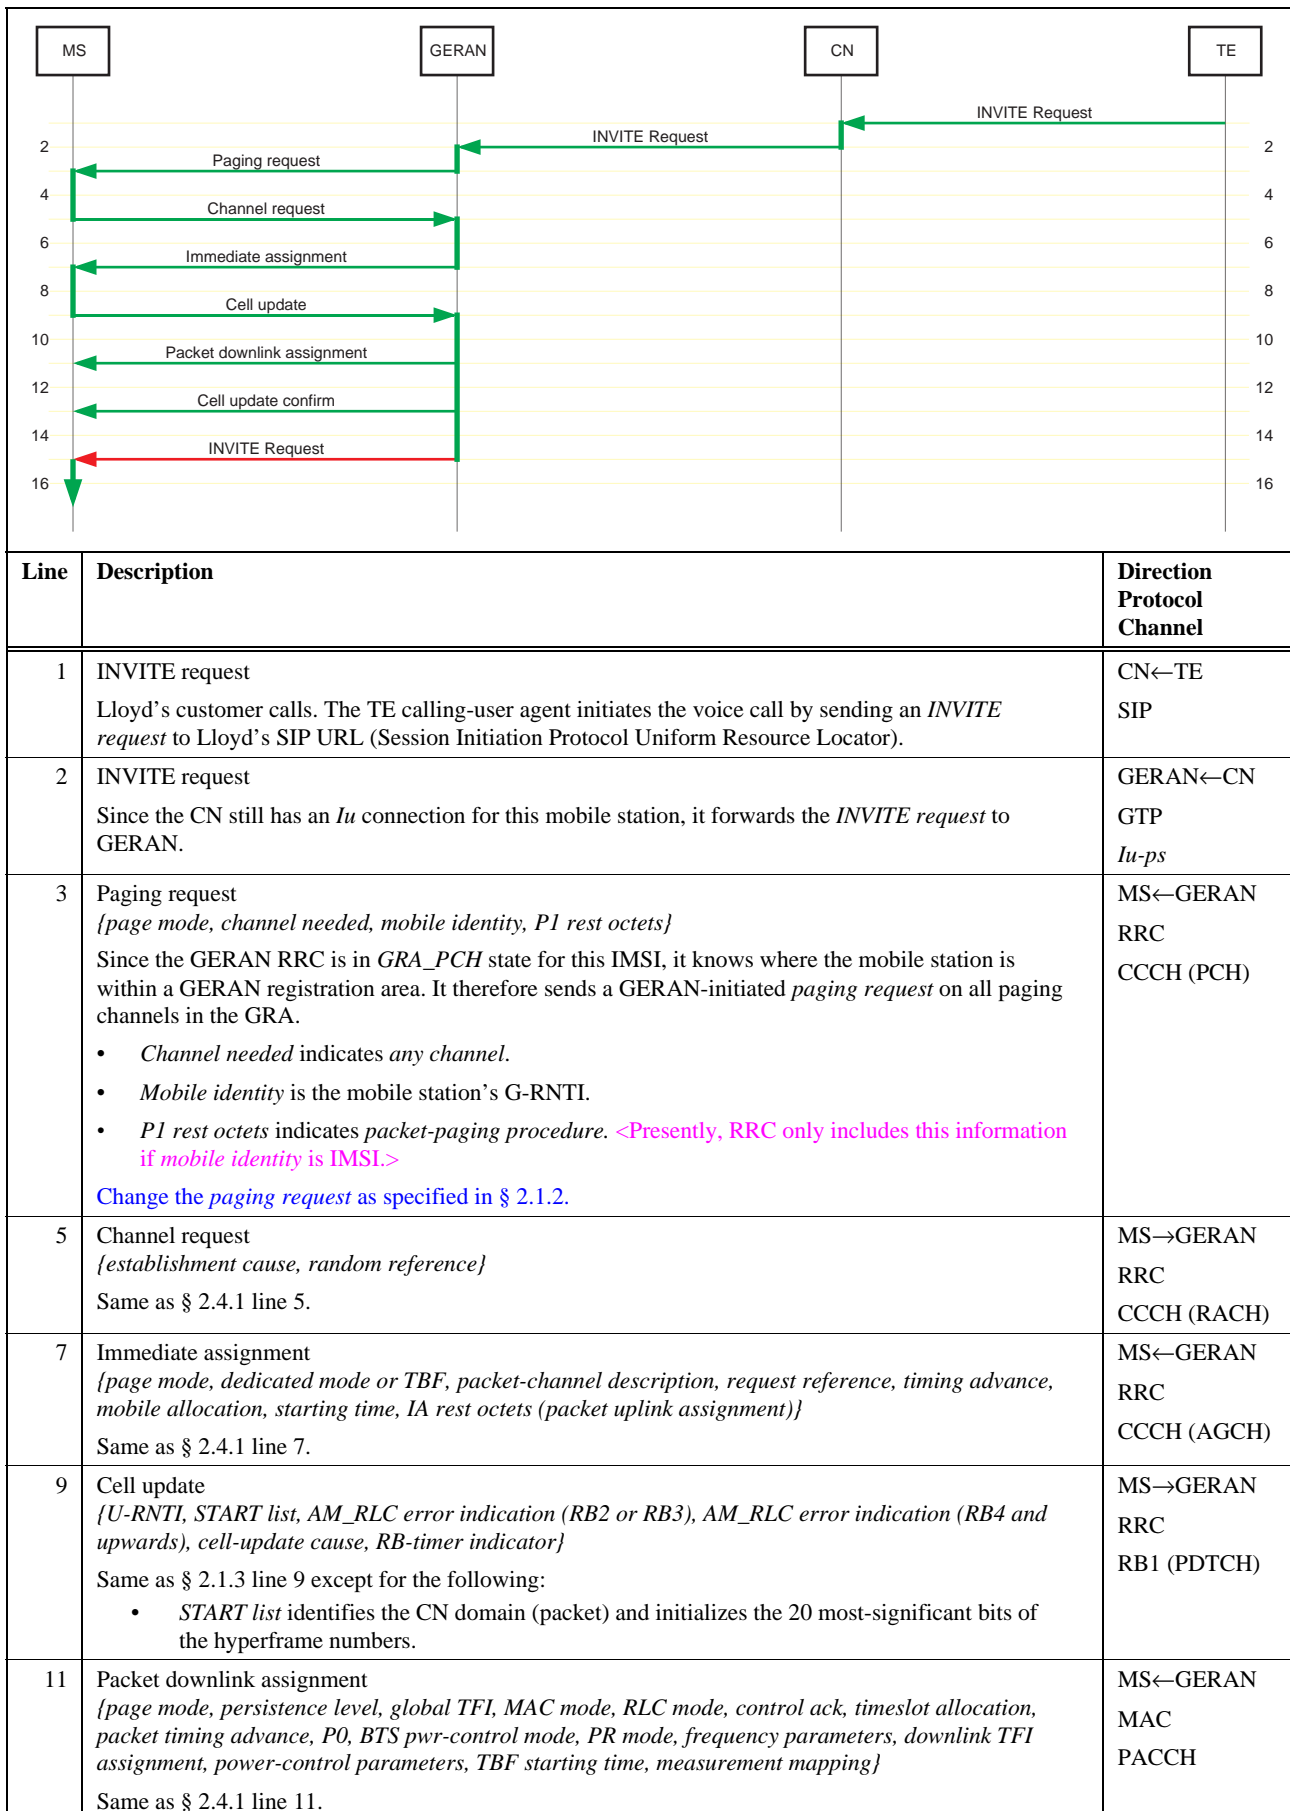 MS GERAN CN TE
INVITE Request
INVITE Request
2 2
Paging request
4 4
Channel request
6 6
Immediate assignment
8 8
Cell update
10 10
Packet downlink assignment
12 12
Cell update confirm
14 14
INVITE Request
16 16
Line Description Direction
Protocol
Channel
1 INVITE request CN←TE
Lloyd’s customer calls. The TE calling-user agent initiates the voice call by sending an INVITE SIP
request to Lloyd’s SIP URL (Session Initiation Protocol Uniform Resource Locator).
2 INVITE request GERAN←CN
Since the CN still has an Iu connection for this mobile station, it forwards the INVITE request to GTP
GERAN.
Iu-ps
3 Paging request MS←GERAN
{page mode, channel needed, mobile identity, P1 rest octets}
RRC
Since the GERAN RRC is in GRA_PCH state for this IMSI, it knows where the mobile station is
within a GERAN registration area. It therefore sends a GERAN-initiated paging request on all paging CCCH (PCH)
channels in the GRA.
• Channel needed indicates any channel.
• Mobile identity is the mobile station’s G-RNTI.
• P1 rest octets indicates packet-paging procedure. <Presently, RRC only includes this information
if mobile identity is IMSI.>
Change the paging request as specified in § 2.1.2.
5 Channel request MS→GERAN
{establishment cause, random reference}
RRC
Same as § 2.4.1 line 5.
CCCH (RACH)
7 Immediate assignment MS←GERAN
{page mode, dedicated mode or TBF, packet-channel description, request reference, timing advance,
RRC
mobile allocation, starting time, IA rest octets (packet uplink assignment)}
CCCH (AGCH)
Same as § 2.4.1 line 7.
9 Cell update MS→GERAN
{U-RNTI, START list, AM_RLC error indication (RB2 or RB3), AM_RLC error indication (RB4 and
RRC
upwards), cell-update cause, RB-timer indicator}
RB1 (PDTCH)
Same as § 2.1.3 line 9 except for the following:
• START list identifies the CN domain (packet) and initializes the 20 most-significant bits of
the hyperframe numbers.
11 Packet downlink assignment MS←GERAN
{page mode, persistence level, global TFI, MAC mode, RLC mode, control ack, timeslot allocation,
MAC
packet timing advance, P0, BTS pwr-control mode, PR mode, frequency parameters, downlink TFI
assignment, power-control parameters, TBF starting time, measurement mapping}
PACCH
Same as § 2.4.1 line 11.